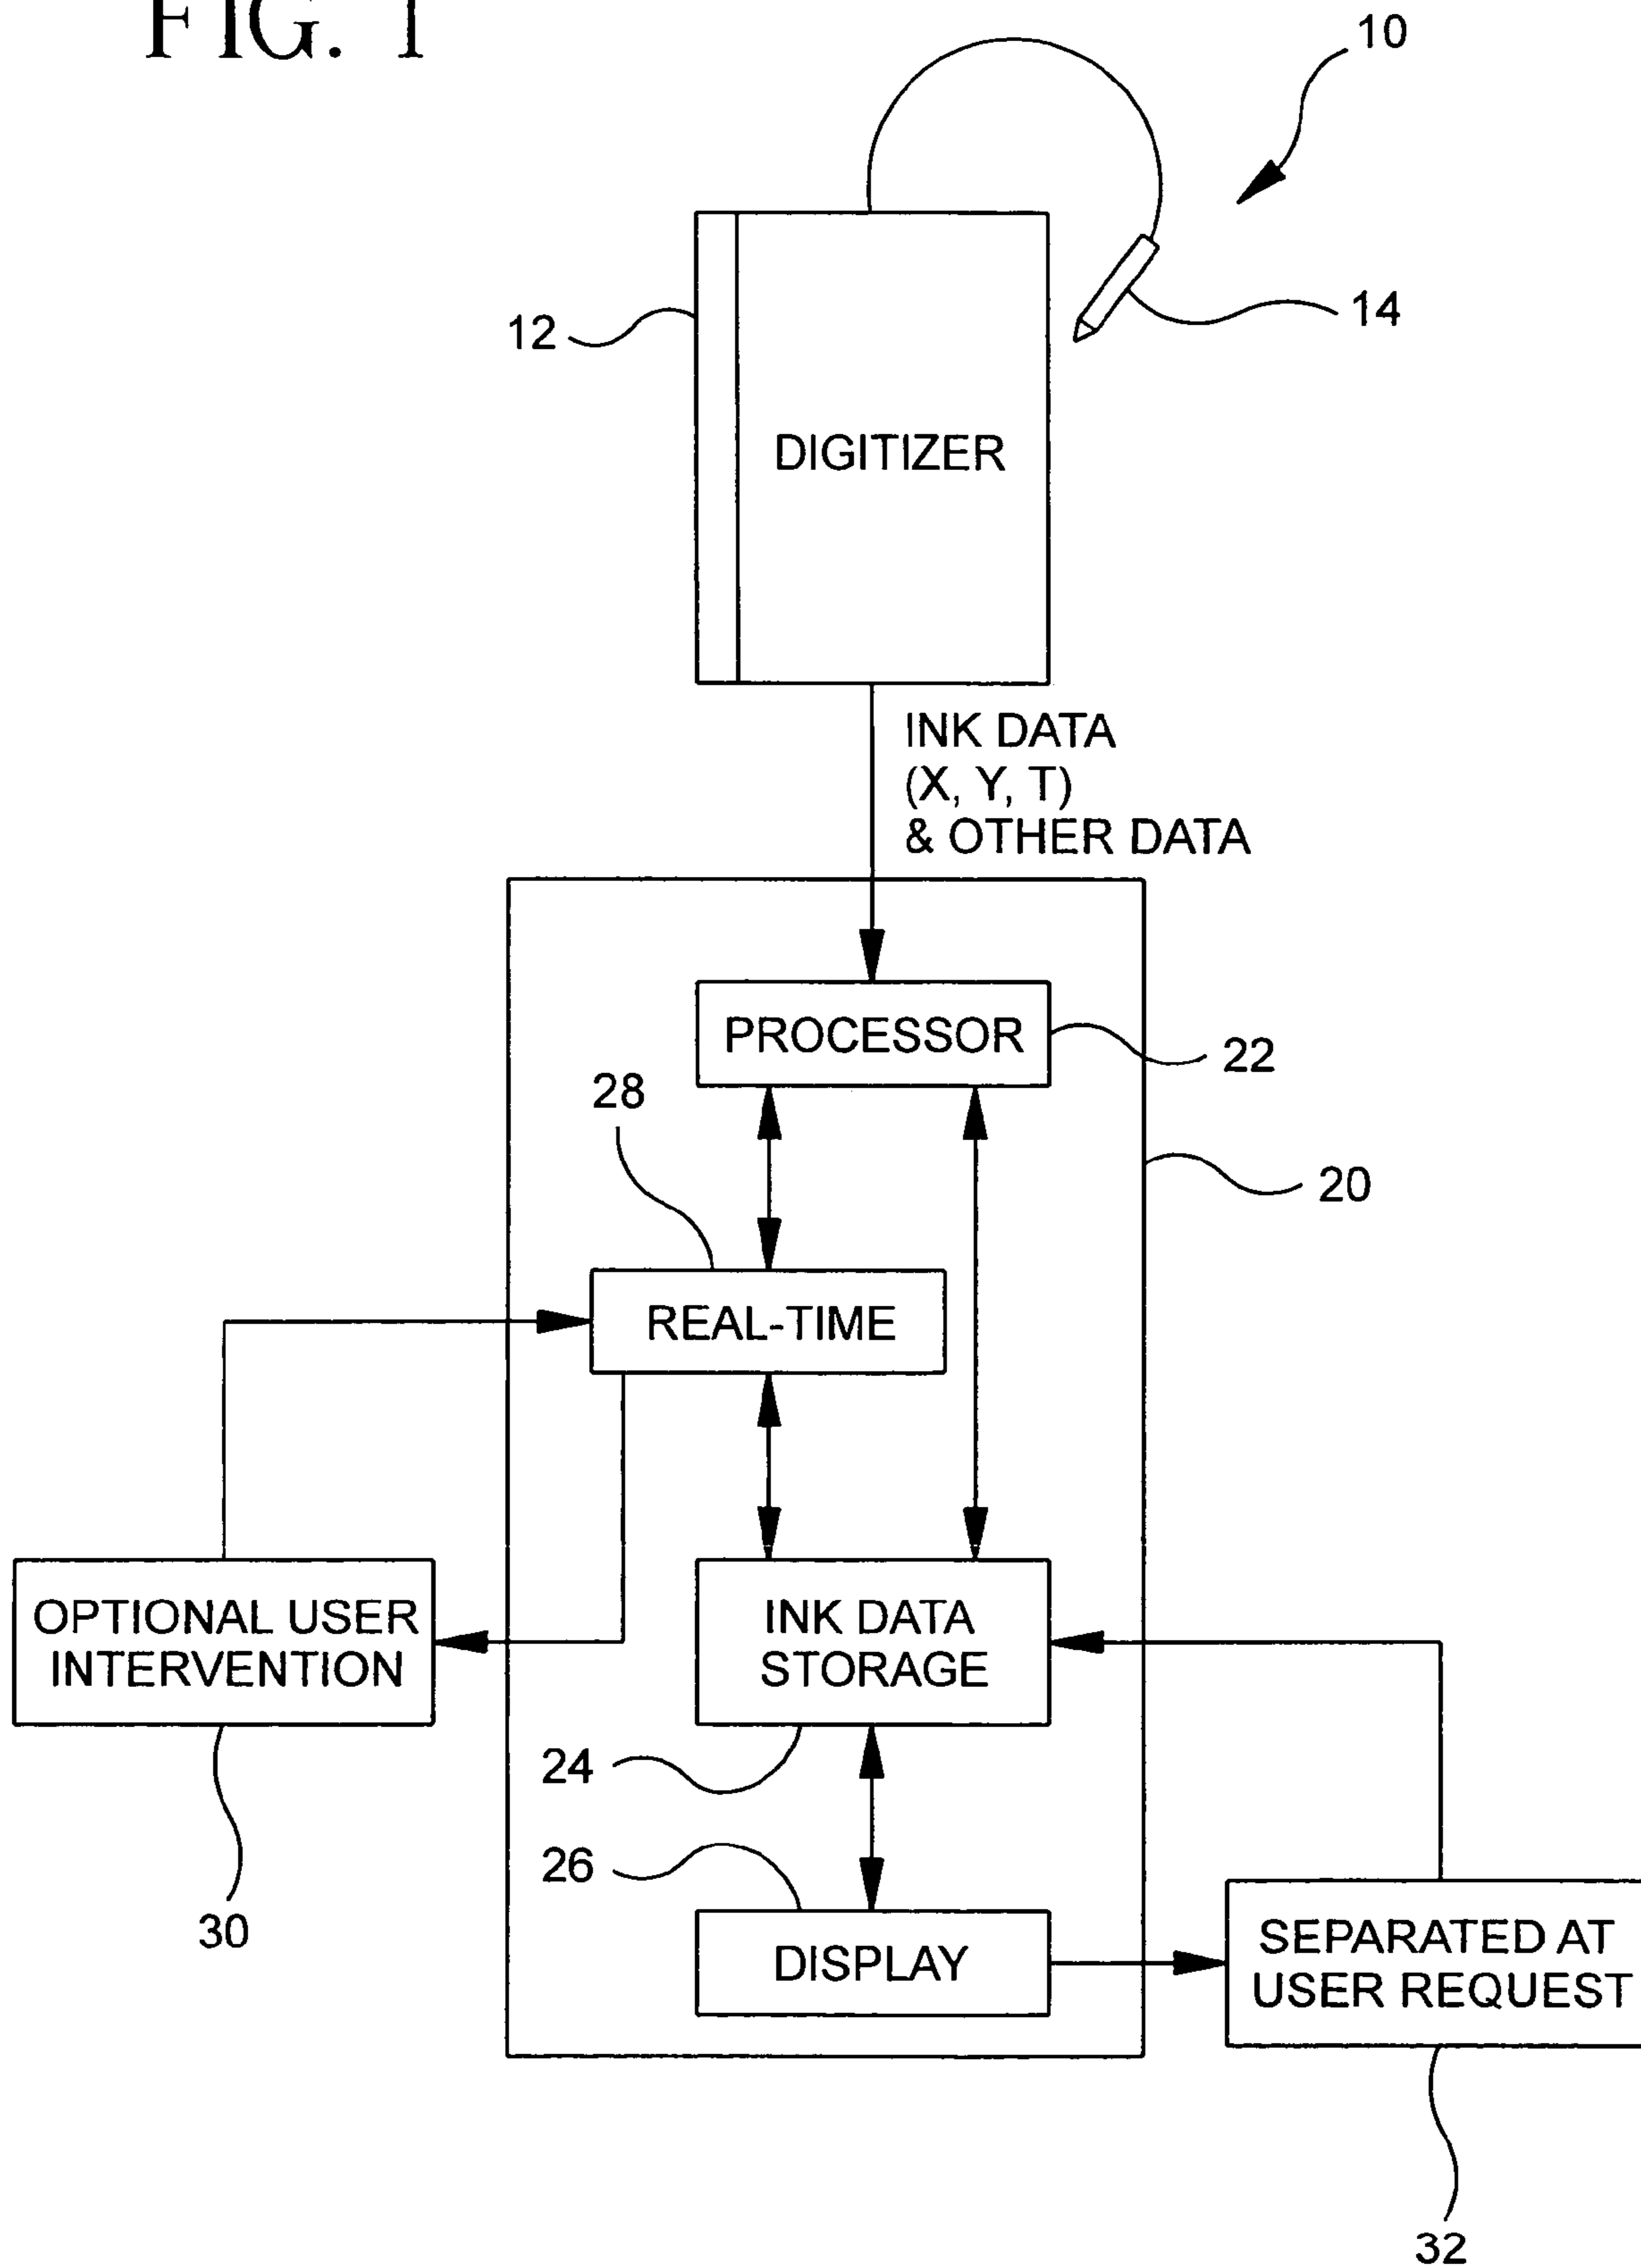 FIG. 1
10
14
12
DIGITIZER
INK DATA
(X, Y, T)
& OTHER DATA
PROCESSOR
22
28
20
REAL-TIME
OPTIONAL USER
INTERVENTION
INK DATA
STORAGE
24
26
30
DISPLAY
SEPARATED AT
USER REQUEST
32